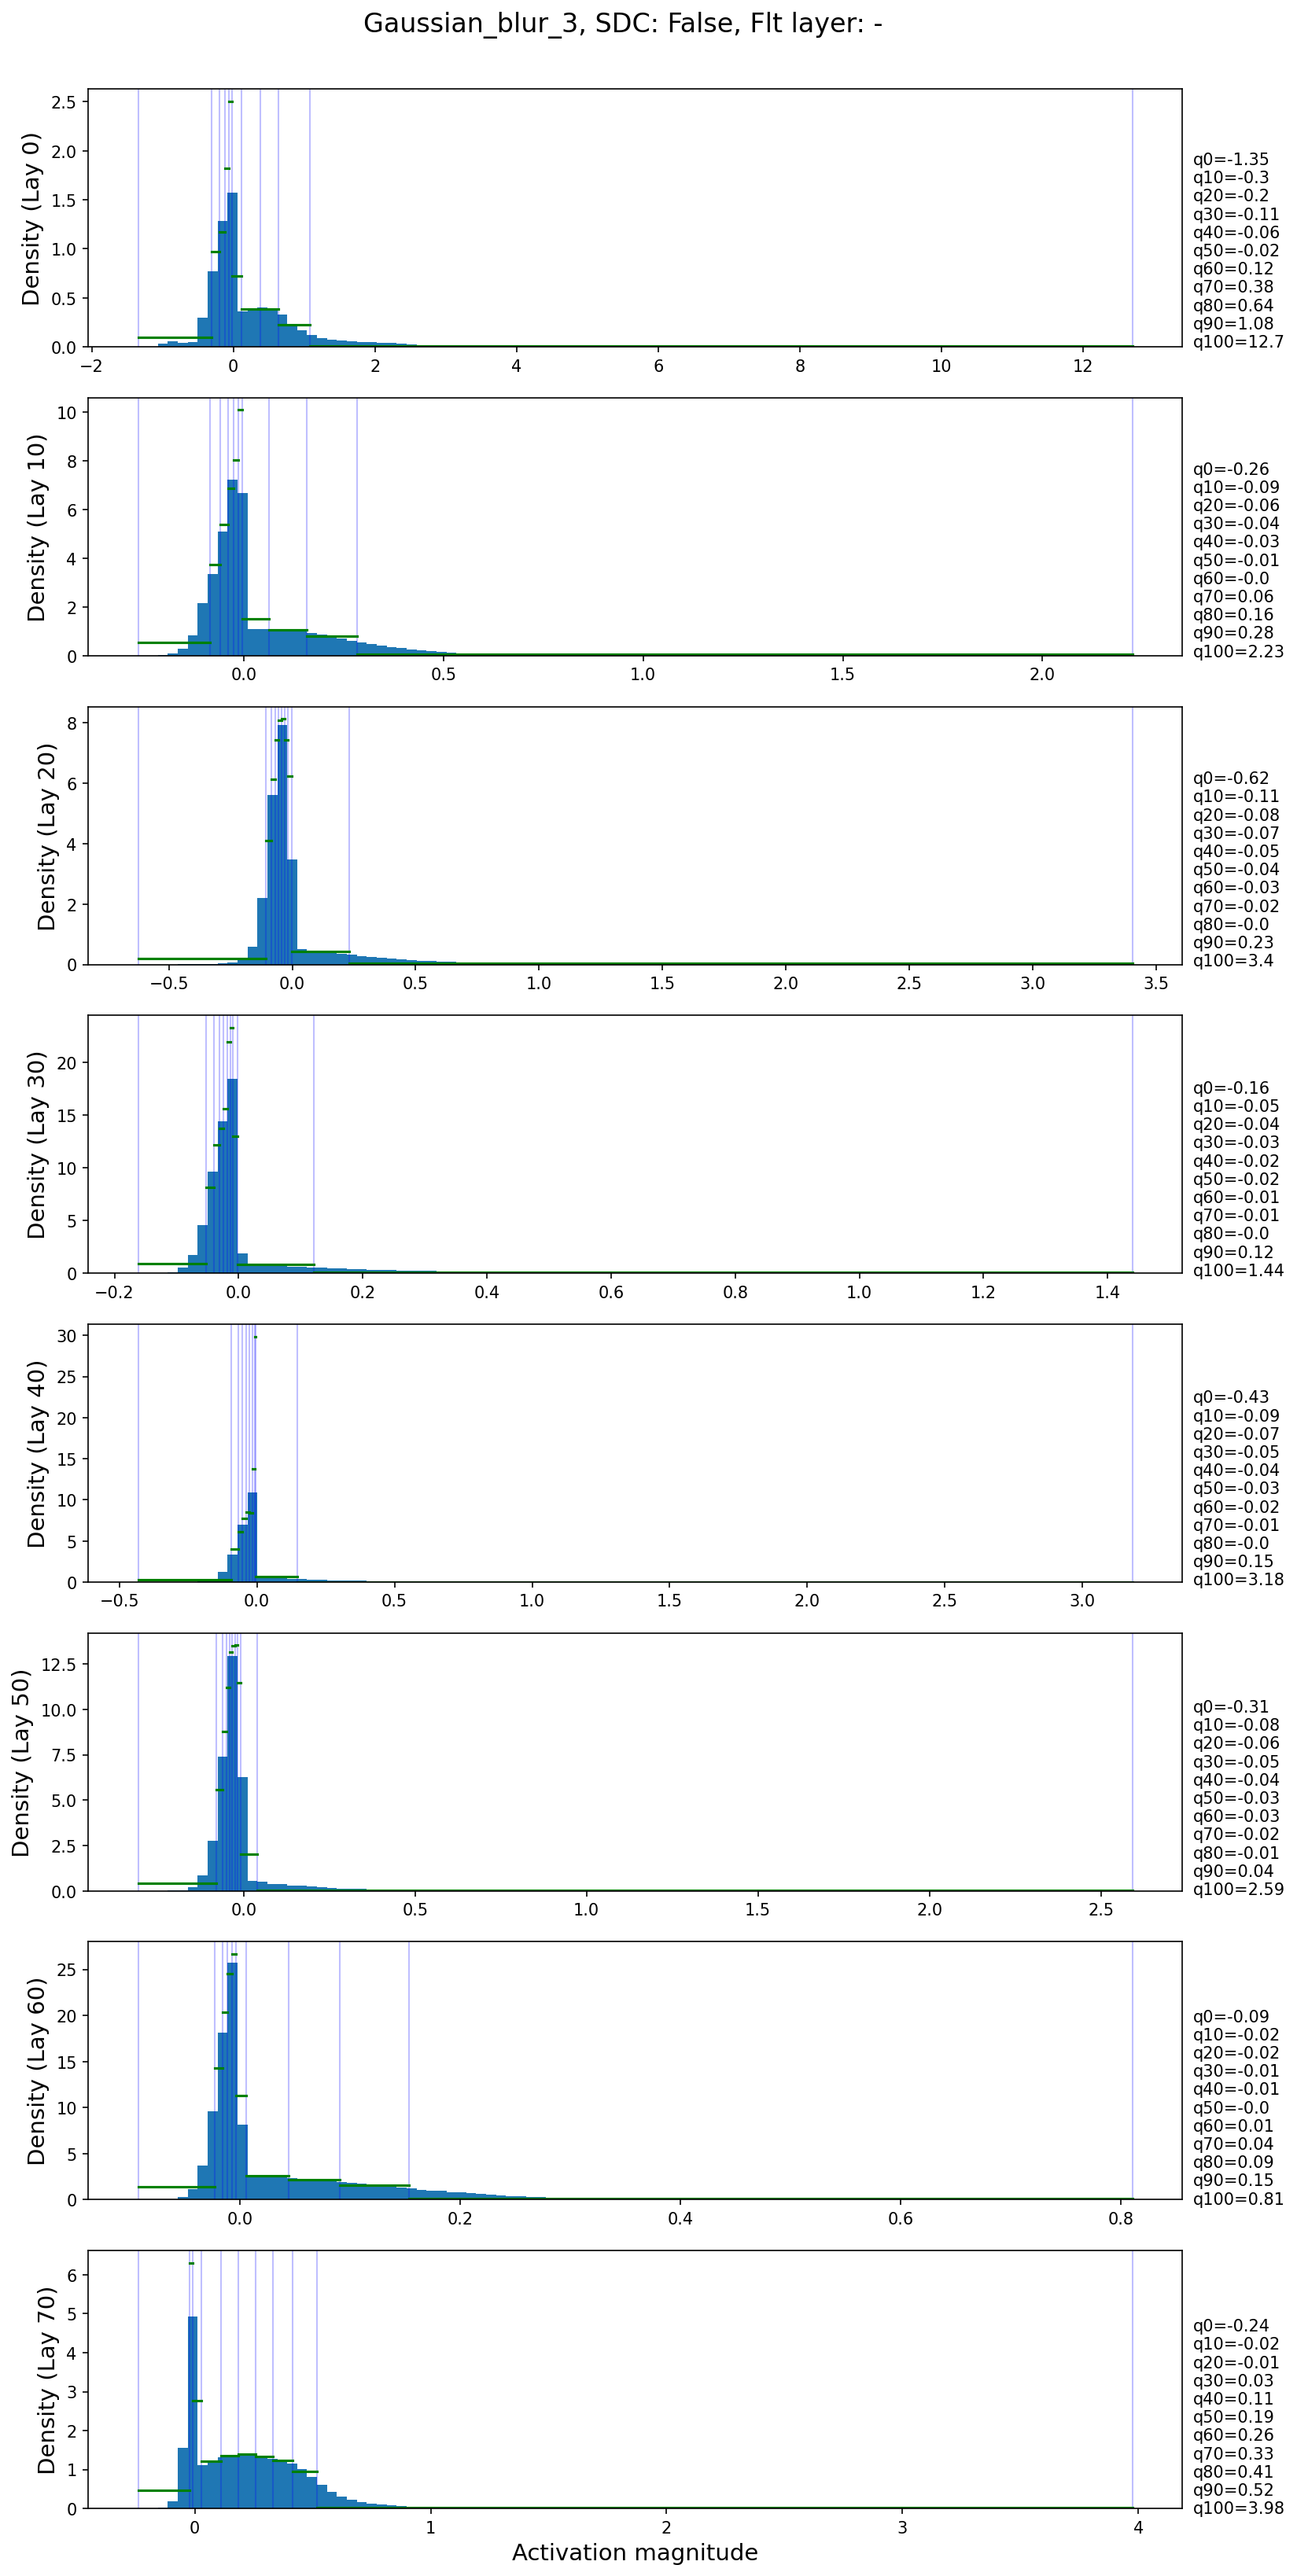 Gaussian_blur_3, SDC: False, Flt layer: -
Density (Lay 0)
2.5
2.0
1.5
1.0
0.5
0.0
−2
0
2
4
6
8
10
12
q0=-1.35
q10=-0.3
q20=-0.2
q30=-0.11
q40=-0.06
q50=-0.02
q60=0.12
q70=0.38
q80=0.64
q90=1.08
q100=12.7
Density (Lay 10)
10
8
6
4
2
0
0.0
0.5
1.0
1.5
2.0
q0=-0.26
q10=-0.09
q20=-0.06
q30=-0.04
q40=-0.03
q50=-0.01
q60=-0.0
q70=0.06
q80=0.16
q90=0.28
q100=2.23
Density (Lay 20)
8
6
4
2
0
−0.5
0.0
0.5
1.0
1.5
2.0
2.5
3.0
3.5
q0=-0.62
q10=-0.11
q20=-0.08
q30=-0.07
q40=-0.05
q50=-0.04
q60=-0.03
q70=-0.02
q80=-0.0
q90=0.23
q100=3.4
Density (Lay 30)
20
15
10
5
0
−0.2
0.0
0.2
0.4
0.6
0.8
1.0
1.2
1.4
q0=-0.16
q10=-0.05
q20=-0.04
q30=-0.03
q40=-0.02
q50=-0.02
q60=-0.01
q70=-0.01
q80=-0.0
q90=0.12
q100=1.44
Density (Lay 40)
30
25
20
15
10
5
0
−0.5
0.0
0.5
1.0
1.5
2.0
2.5
3.0
q0=-0.43
q10=-0.09
q20=-0.07
q30=-0.05
q40=-0.04
q50=-0.03
q60=-0.02
q70=-0.01
q80=-0.0
q90=0.15
q100=3.18
Density (Lay 50)
12.5
10.0
7.5
5.0
2.5
0.0
0.0
0.5
1.0
1.5
2.0
2.5
q0=-0.31
q10=-0.08
q20=-0.06
q30=-0.05
q40=-0.04
q50=-0.03
q60=-0.03
q70=-0.02
q80=-0.01
q90=0.04
q100=2.59
Density (Lay 60)
25
20
15
10
5
0
0.0
0.2
0.4
0.6
0.8
q0=-0.09
q10=-0.02
q20=-0.02
q30=-0.01
q40=-0.01
q50=-0.0
q60=0.01
q70=0.04
q80=0.09
q90=0.15
q100=0.81
Density (Lay 70)
6
5
4
3
2
1
0
0
1
2
3
4
q0=-0.24
q10=-0.02
q20=-0.01
q30=0.03
q40=0.11
q50=0.19
q60=0.26
q70=0.33
q80=0.41
q90=0.52
q100=3.98
Activation magnitude